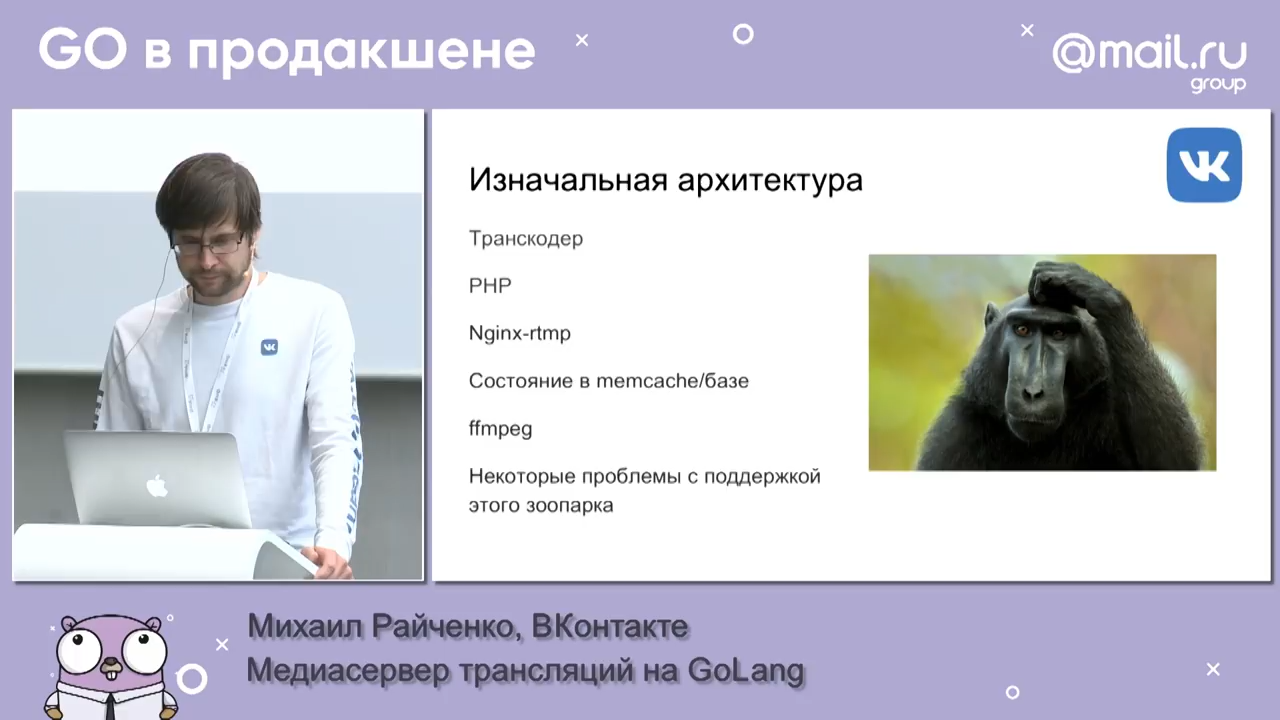 GO в продакшене
@mail.ru
group
Изначальная архитектура
Транскодер
PHP
Nginx-rtmp
Состояние в memcache/базе
ffmpeg
Некоторые проблемы с поддержкой
этого зоопарка
Михаил Райченко, ВКонтакте
Медиасервер трансляций на GoLang